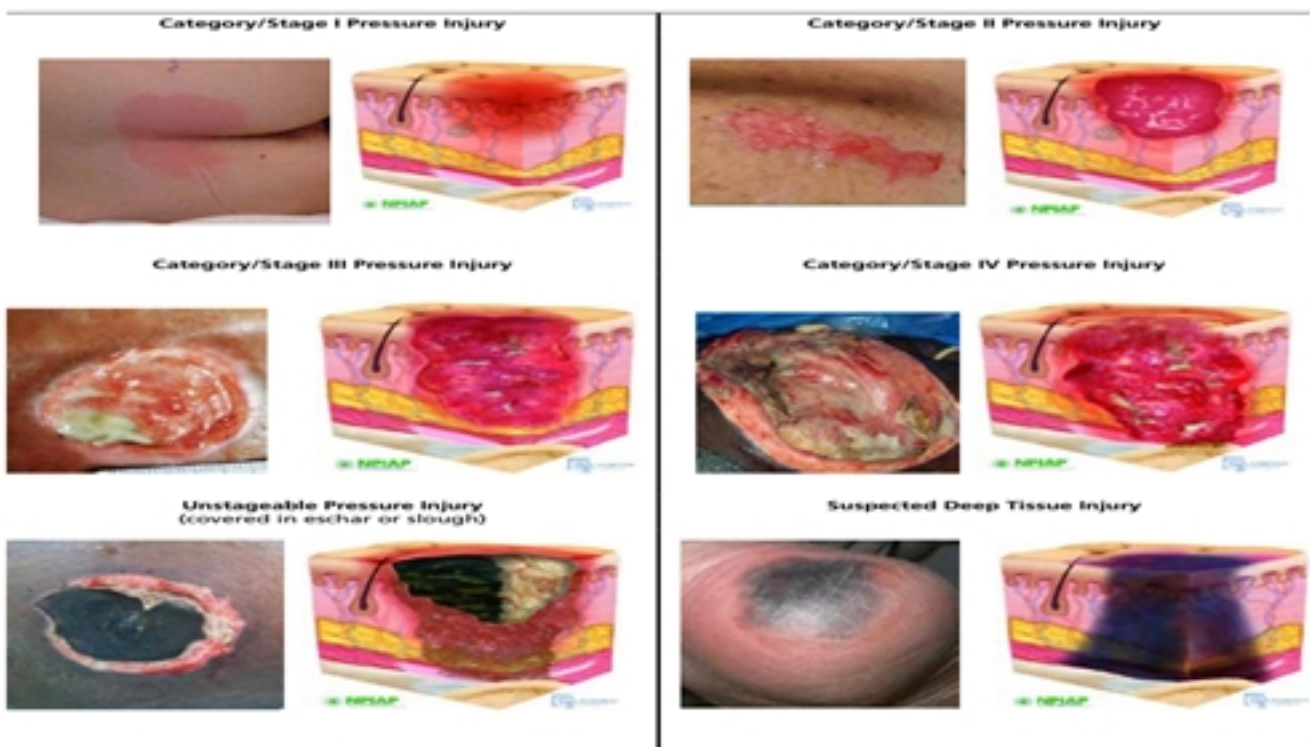 Category/Stage I Pressure Injury
Category/Stage II Pressure Injury
NPIAP
NPIAP
Category/Stage III Pressure Injury
Category/Stage IV Pressure Injury
NPIAP
NPIAP
Unstageable Pressure Injury
(covered in eschar or slough)
Suspected Deep Tissue Injury
NPIAP
NPIAP